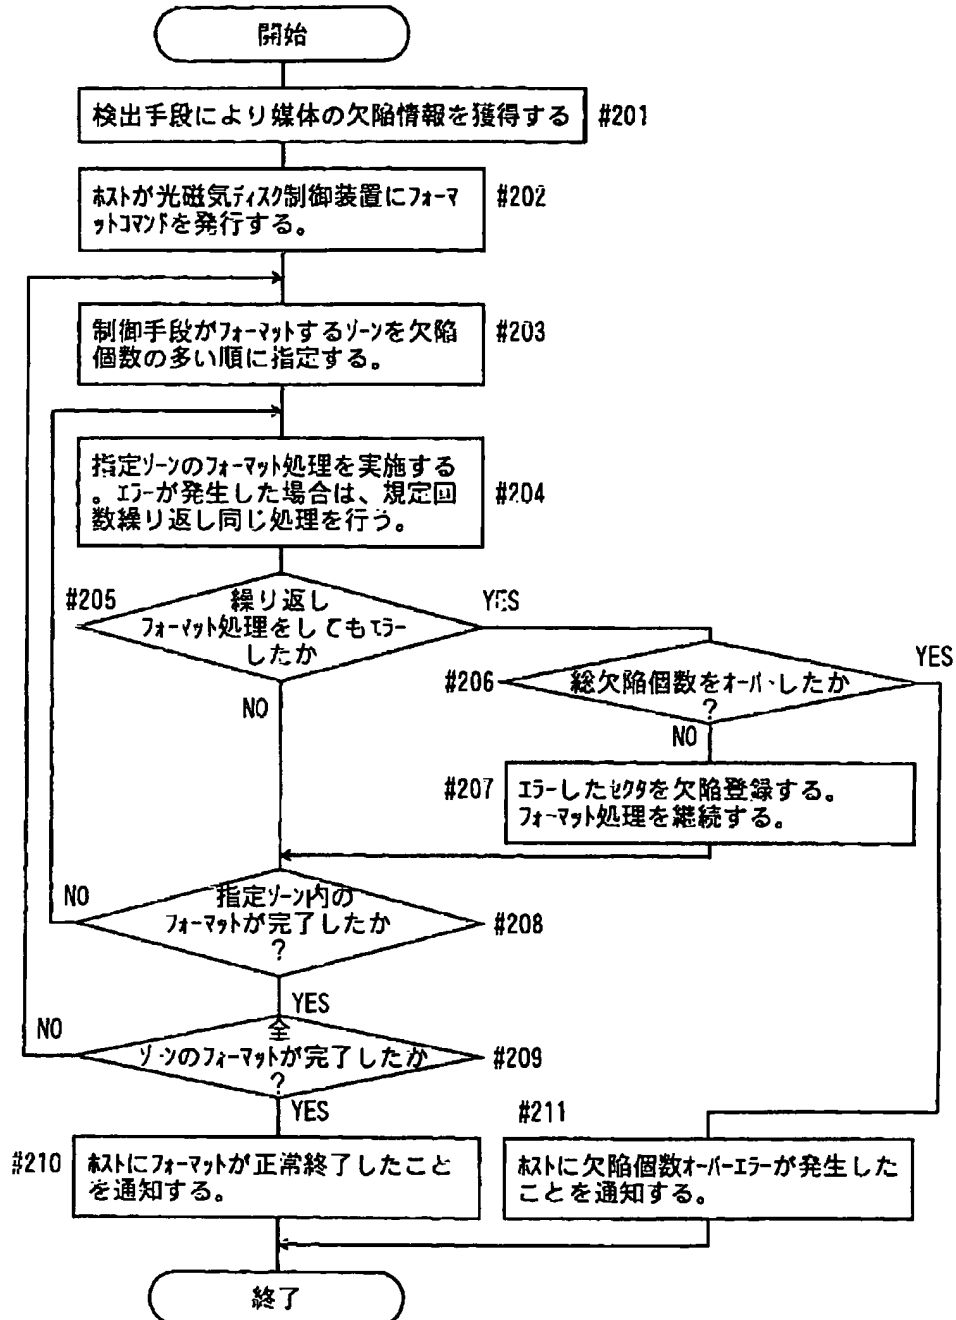 開始
検出手段により媒体の欠陥情報を獲得する
#201
ﾎｽﾄが光磁気ﾃﾞｨｽｸ制御装置にﾌｫｰﾏ
ｯﾄｺﾏﾝﾄﾞを発行する。
#202
制御手段がﾌｫｰﾏｯﾄするｿﾞｰﾝを欠陥
個数の多い順に指定する。
#203
指定ｿﾞｰﾝのﾌｫｰﾏｯﾄ処理を実施する
。ｴﾗｰが発生した場合は、規定回
数繰り返し同じ処理を行う。
#204
#205
繰り返し
ﾌｫｰﾏｯﾄ処理をしてもｴﾗｰ
したか
YES
NO
#206
総欠陥個数をｵｰﾊﾞｰしたか
?
YES
NO
#207
ｴﾗｰしたｾｸﾀを欠陥登録する。
ﾌｫｰﾏｯﾄ処理を継続する。
NO
指定ｿﾞｰﾝ内の
ﾌｫｰﾏｯﾄが完了したか
?
#208
YES
NO
全
ｿﾞｰﾝのﾌｫｰﾏｯﾄが完了したか
?
#209
YES
#210
ﾎｽﾄにﾌｫｰﾏｯﾄが正常終了したこと
を通知する。
#211
ﾎｽﾄに欠陥個数ｵｰﾊﾞｰｴﾗｰが発生した
ことを通知する。
終了